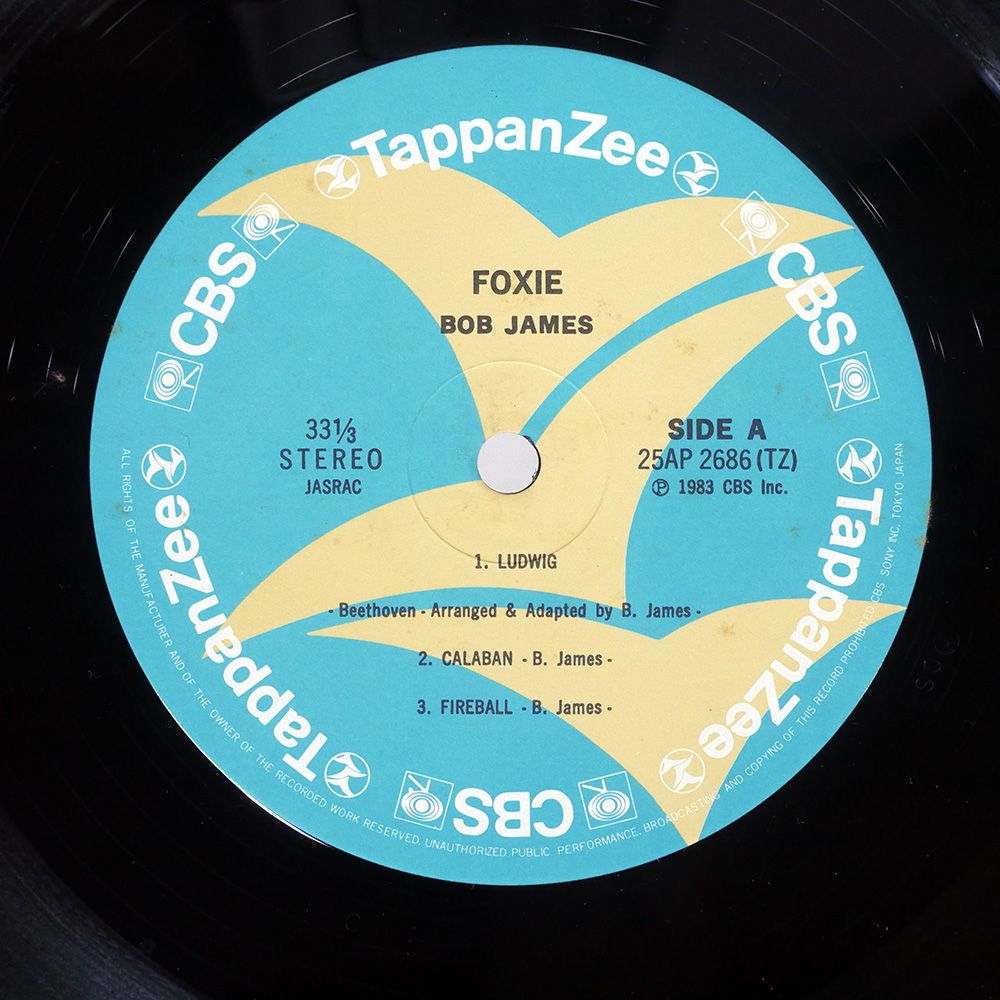 TappanZee
CBS
CBS
FOXIE
BOB JAMES
33⅓
STEREO
JASRAC
SIDE A
25AP 2686 (TZ)
Ⓟ 1983 CBS Inc.
1. LUDWIG
- Beethoven - Arranged & Adapted by B. James -
2. CALABAN - B. James -
3. FIREBALL - B. James -
TappanZee
TappanZee
CBS
ALL RIGHTS OF THE MANUFACTURER AND OF THE OWNER OF THE RECORDED WORK RESERVED. UNAUTHORIZED PUBLIC PERFORMANCE, BROADCASTING AND COPYING OF THIS RECORD PROHIBITED CBS SONY INC. TOKYO JAPAN